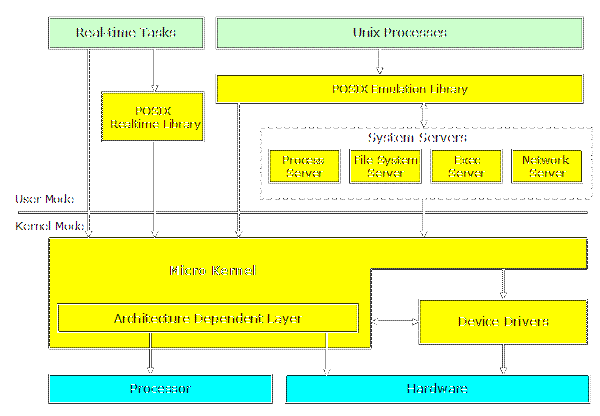 Real-time Tasks
Unix Processes
POSIX Emulation Library
POSIX
Realtime Library
System Servers
Process
Server
File System
Server
Exec
Server
Network
Server
User Mode
Kernel Mode
Micro Kernel
Architecture Dependent Layer
Device Drivers
Processor
Hardware